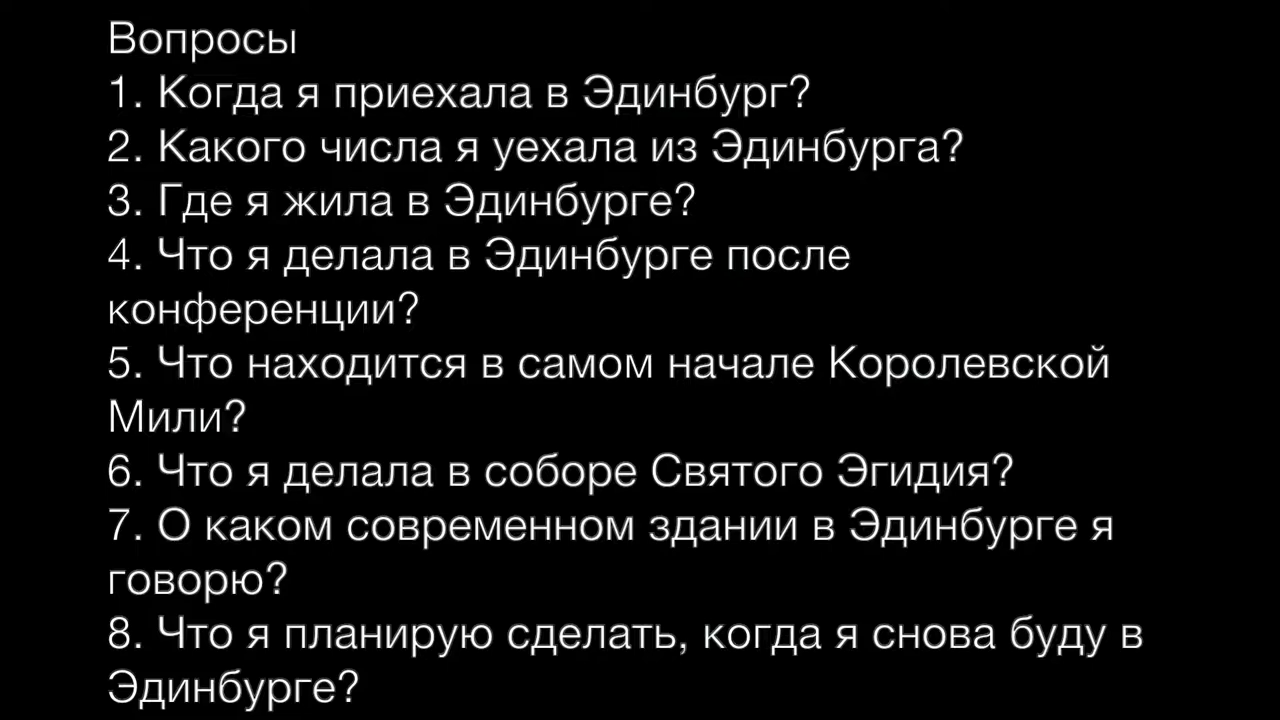 Вопросы
1. Когда я приехала в Эдинбург?
2. Какого числа я уехала из Эдинбурга?
3. Где я жила в Эдинбурге?
4. Что я делала в Эдинбурге после
конференции?
5. Что находится в самом начале Королевской
Мили?
6. Что я делала в соборе Святого Эгидия?
7. О каком современном здании в Эдинбурге я
говорю?
8. Что я планирую сделать, когда я снова буду в
Эдинбурге?